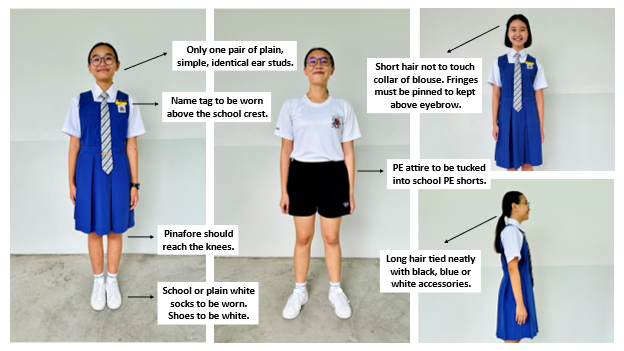 Only one pair of plain,
simple, identical ear studs.
Name tag to be worn
above the school crest.
Pinafore should
reach the knees.
School or plain white
socks to be worn.
Shoes to be white.
PE attire to be tucked
into school PE shorts.
Short hair not to touch
collar of blouse. Fringes
must be pinned to kept
above eyebrow.
Long hair tied neatly
with black, blue or
white accessories.